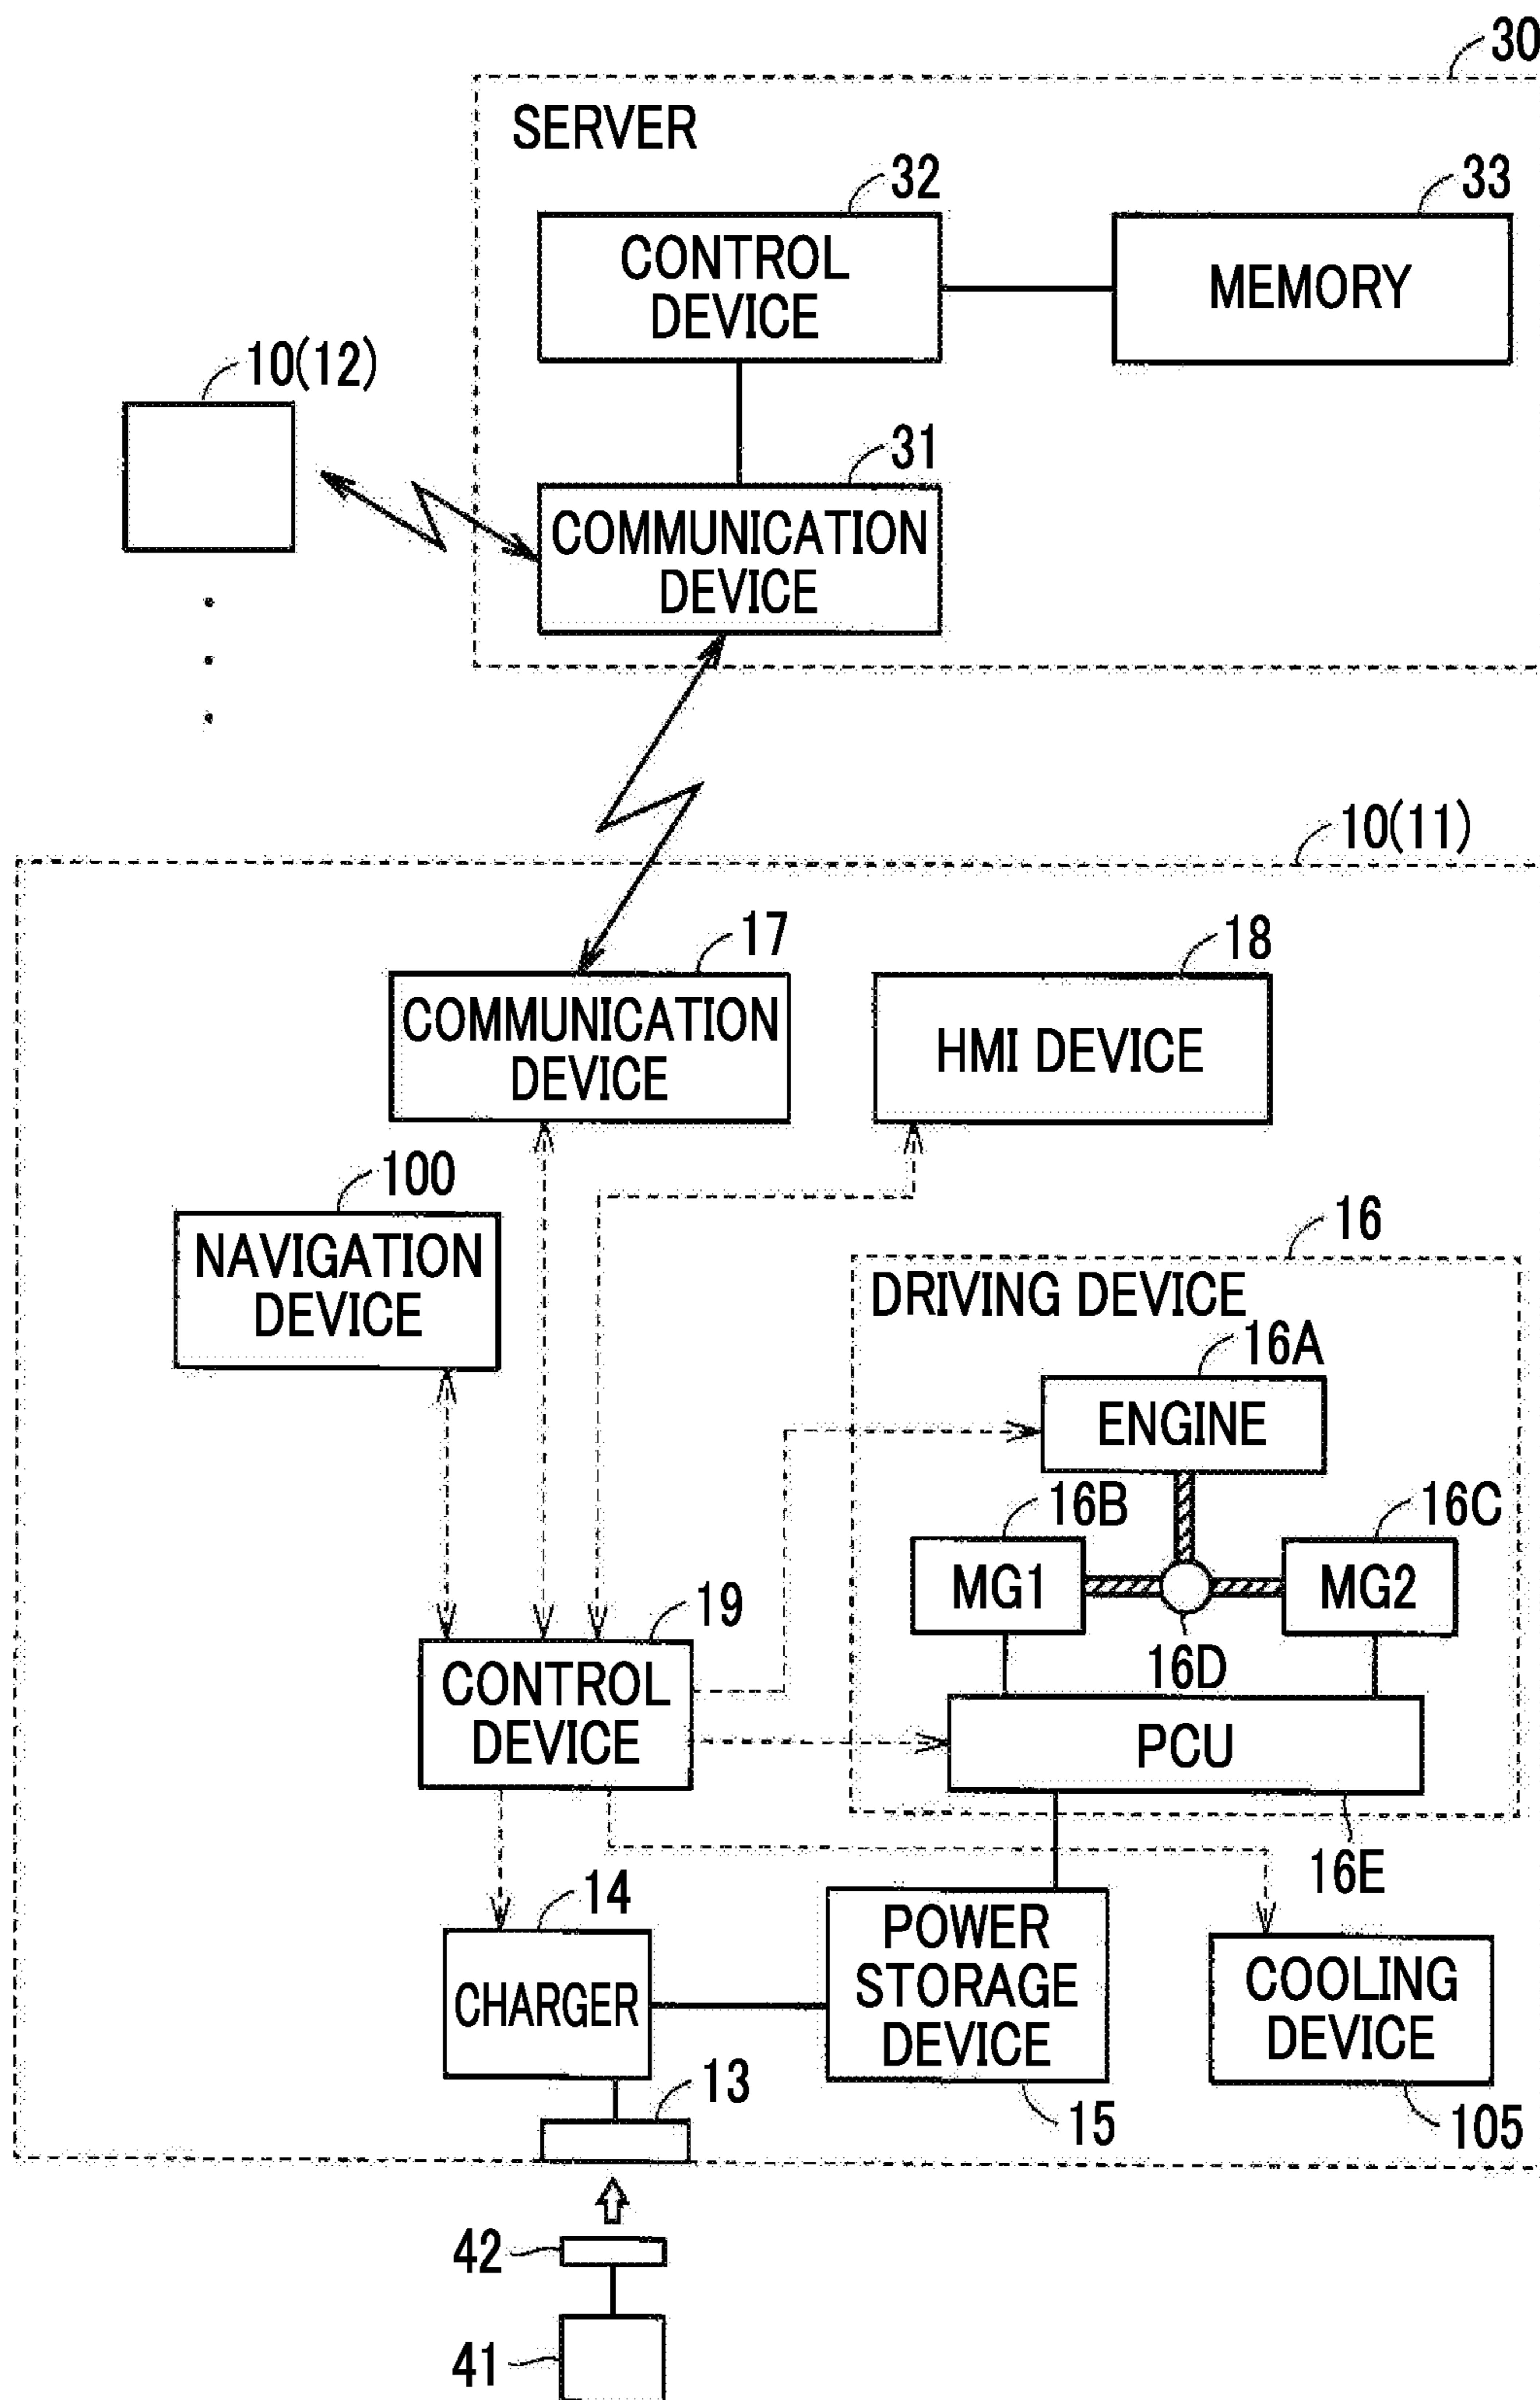 30
SERVER
32
33
CONTROL
DEVICE
MEMORY
10(12)
31
COMMUNICATION
DEVICE
10(11)
17
18
COMMUNICATION
DEVICE
HMI DEVICE
100
NAVIGATION
DEVICE
16
DRIVING DEVICE
16A
ENGINE
16B
16C
MG1
MG2
16D
19
CONTROL
DEVICE
PCU
16E
14
CHARGER
POWER
STORAGE
DEVICE
COOLING
DEVICE
13
15
105
42
41